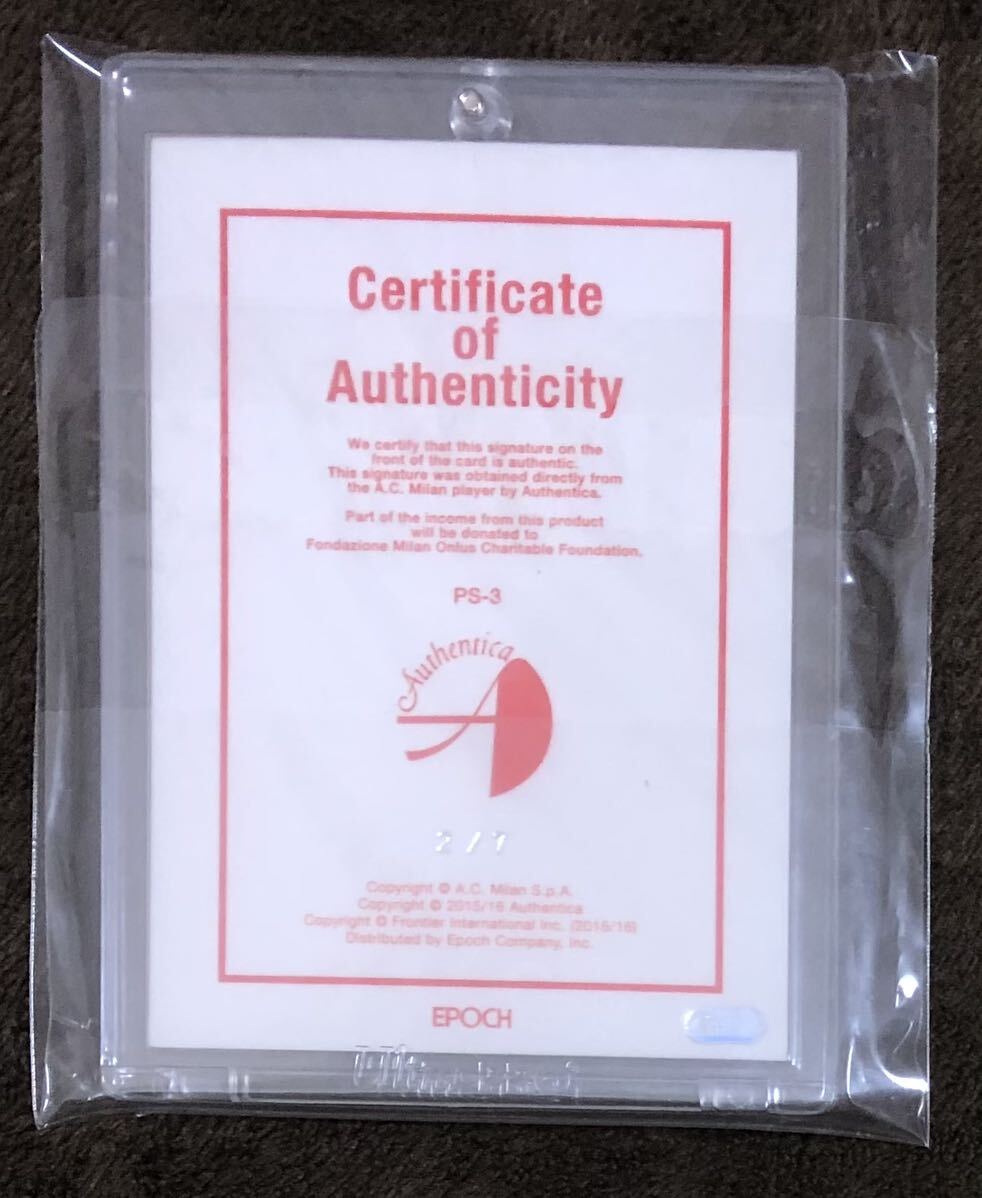 Certificate
of
Authenticity
We certify that this signature on the
front of the card is authentic.
This signature was obtained directly from
the A.C. Milan player by Authentica.
Part of the income from this product
will be donated to
Fondazione Milan Onlus Charitable Foundation.
PS-3
Authentica
2/7
Copyright © A.C. Milan S.p.A.
Copyright © 2015/16 Authentica
Copyright © Frontier International Inc. (2015/16)
Distributed by Epoch Company, Inc.
EPOCH